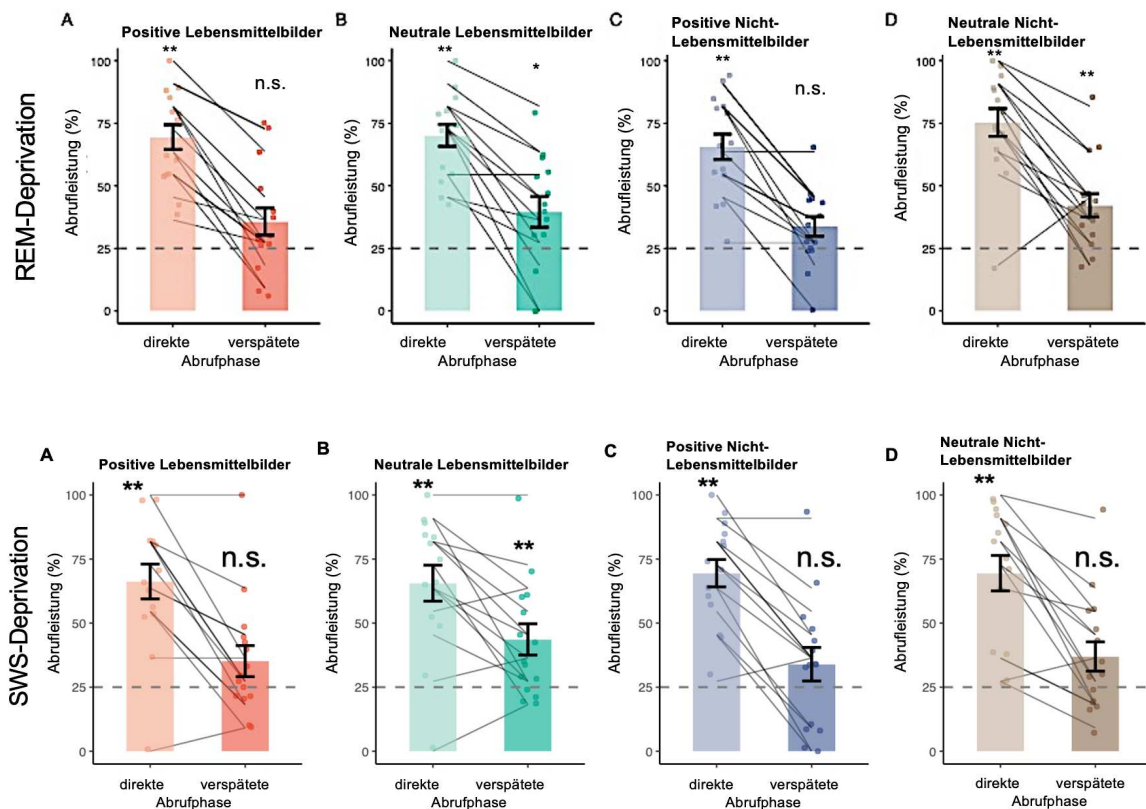 REM-Deprivation
A
Positive Lebensmittelbilder
**
n.s.
Abrufleistung (%)
100
75
50
25
0
direkte
verspätete
Abrufphase
B
Neutrale Lebensmittelbilder
**
*
Abrufleistung (%)
100
75
50
25
0
direkte
verspätete
Abrufphase
C
Positive Nicht-
Lebensmittelbilder
**
n.s.
Abrufleistung (%)
100
75
50
25
0
direkte
verspätete
Abrufphase
D
Neutrale Nicht-
Lebensmittelbilder
**
**
Abrufleistung (%)
100
75
50
25
0
direkte
verspätete
Abrufphase
SWS-Deprivation
A
Positive Lebensmittelbilder
**
n.s.
Abrufleistung (%)
100
75
50
25
0
direkte
verspätete
Abrufphase
B
Neutrale Lebensmittelbilder
**
**
Abrufleistung (%)
100
75
50
25
0
direkte
verspätete
Abrufphase
C
Positive Nicht-
Lebensmittelbilder
**
n.s.
Abrufleistung (%)
100
75
50
25
0
direkte
verspätete
Abrufphase
D
Neutrale Nicht-
Lebensmittelbilder
**
n.s.
Abrufleistung (%)
100
75
50
25
0
direkte
verspätete
Abrufphase